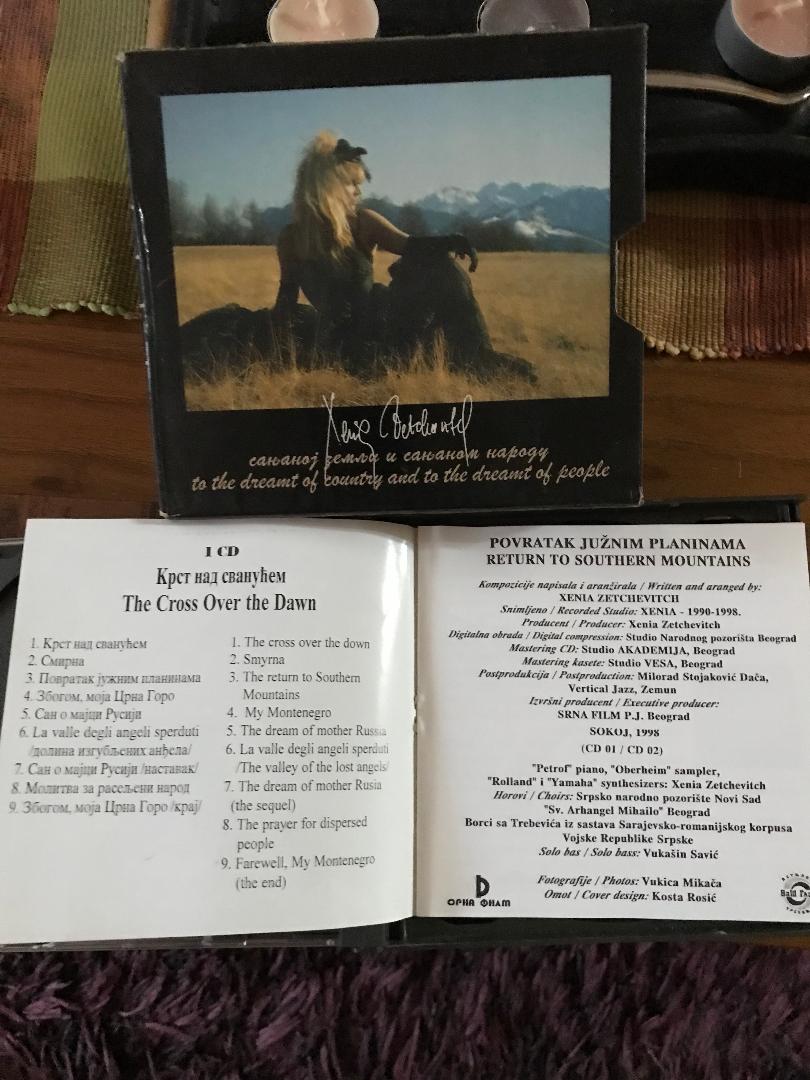 Xenia Zetchevitch
сањаној земљи и сањаном народу
to the dreamt of country and to the dreamt of people
1 CD
Крст над сванућем
The Cross Over the Dawn
1. Крст над сванућем
2. Смирна
3. Повратак јужним планинама
4. Збогом, моја Црна Горо
5. Сан о мајци Русији
6. La valle degli angeli sperduti
/долина изгубљених анђела/
7. Сан о мајци Русији /наставак/
8. Молитва за расељени народ
9. Збогом, моја Црна Горо /крај/
1. The cross over the dawn
2. Smyrna
3. The return to Southern
Mountains
4. My Montenegro
5. The dream of mother Russia
6. La valle degli angeli sperduti
/The valley of the lost angels/
7. The dream of mother Rusia
(the sequel)
8. The prayer for dispersed
people
9. Farewell, My Montenegro
(the end)
POVRATAK JUŽNIM PLANINAMA
RETURN TO SOUTHERN MOUNTAINS
Kompozicije napisala i aranžirala / Written and aranged by:
XENIA ZETCHEVITCH
Snimljeno / Recorded Studio: XENIA - 1990-1998.
Producent / Producer: Xenia Zetchevitch
Digitalna obrada / Digital compression: Studio Narodnog pozorišta Beograd
Mastering CD: Studio AKADEMIJA, Beograd
Mastering kasete: Studio VESA, Beograd
Postprodukcija / Postproduction: Milorad Stojaković Dača,
Vertical Jazz, Zemun
Izvršni producent / Executive producer:
SRNA FILM P.J. Beograd
SOKOJ, 1998
(CD 01 / CD 02)
"Petrof" piano, "Oberheim" sampler,
"Rolland" i "Yamaha" synthesizers: Xenia Zetchevitch
Horovi / Choirs: Srpsko narodno pozorište Novi Sad
"Sv. Arhangel Mihailo" Beograd
Borci sa Trebevića iz sastava Sarajevsko-romanijskog korpusa
Vojske Republike Srpske
Solo bas / Solo bass: Vukašin Savić
Fotografije / Photos: Vukica Mikača
Omot / Cover design: Kosta Rosić
СРНА ФИЛМ